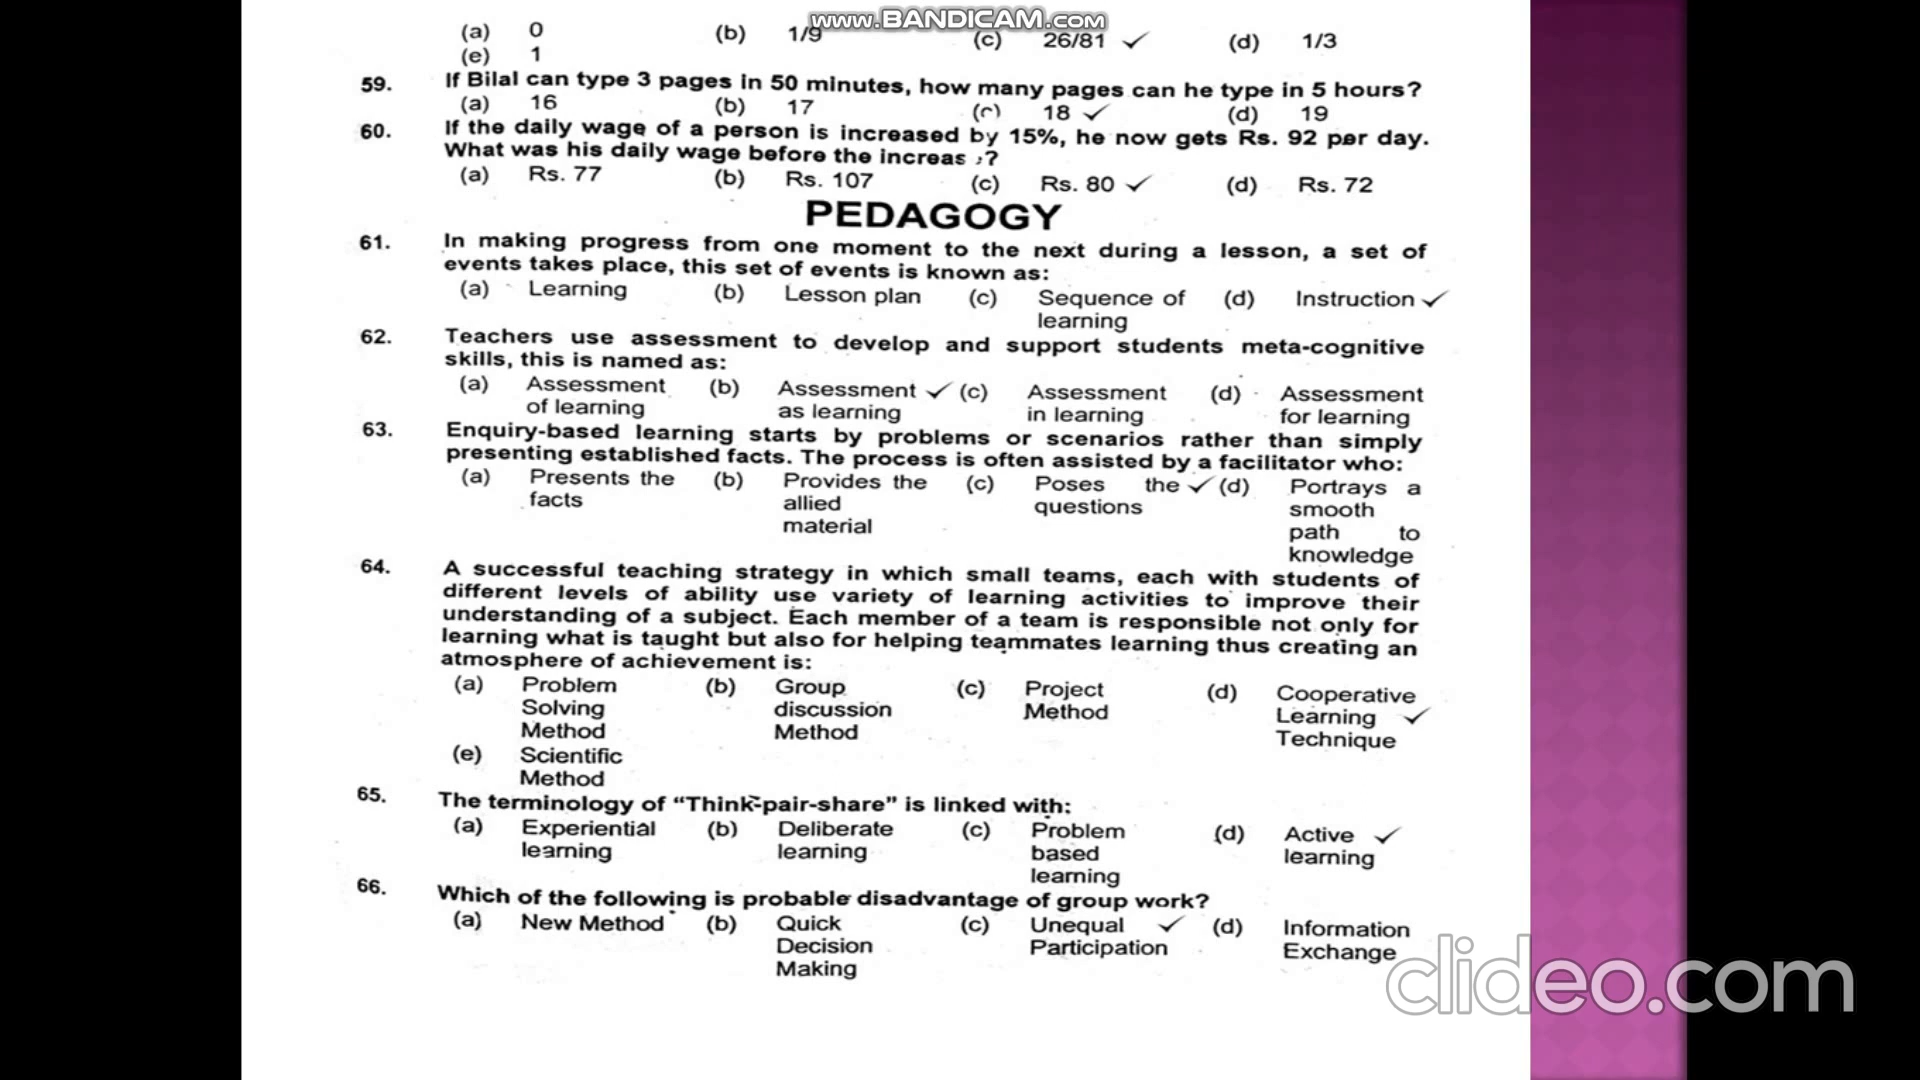 www.BANDICAM.com
(a) 0 (b) 1/9 (c) 26/81 ✓ (d) 1/3
(e) 1
59. If Bilal can type 3 pages in 50 minutes, how many pages can he type in 5 hours?
(a) 16 (b) 17 (c) 18 ✓ (d) 19
60. If the daily wage of a person is increased by 15%, he now gets Rs. 92 per day.
What was his daily wage before the increas ?
(a) Rs. 77 (b) Rs. 107 (c) Rs. 80 ✓ (d) Rs. 72
PEDAGOGY
61. In making progress from one moment to the next during a lesson, a set of
events takes place, this set of events is known as:
(a) Learning (b) Lesson plan (c) Sequence of (d) Instruction ✓
learning
62. Teachers use assessment to develop and support students meta-cognitive
skills, this is named as:
(a) Assessment (b) Assessment ✓ (c) Assessment (d) Assessment
of learning as learning in learning for learning
63. Enquiry-based learning starts by problems or scenarios rather than simply
presenting established facts. The process is often assisted by a facilitator who:
(a) Presents the (b) Provides the (c) Poses the ✓ (d) Portrays a
facts allied questions smooth
material path to
knowledge
64. A successful teaching strategy in which small teams, each with students of
different levels of ability use variety of learning activities to improve their
understanding of a subject. Each member of a team is responsible not only for
learning what is taught but also for helping teammates learning thus creating an
atmosphere of achievement is:
(a) Problem (b) Group (c) Project (d) Cooperative
Solving discussion Method Learning ✓
Method Method Technique
(e) Scientific
Method
65. The terminology of “Think-pair-share” is linked with:
(a) Experiential (b) Deliberate (c) Problem (d) Active ✓
learning learning based learning
learning
66. Which of the following is probable disadvantage of group work?
(a) New Method (b) Quick (c) Unequal ✓ (d) Information
Decision Participation Exchange
Making
clideo.com